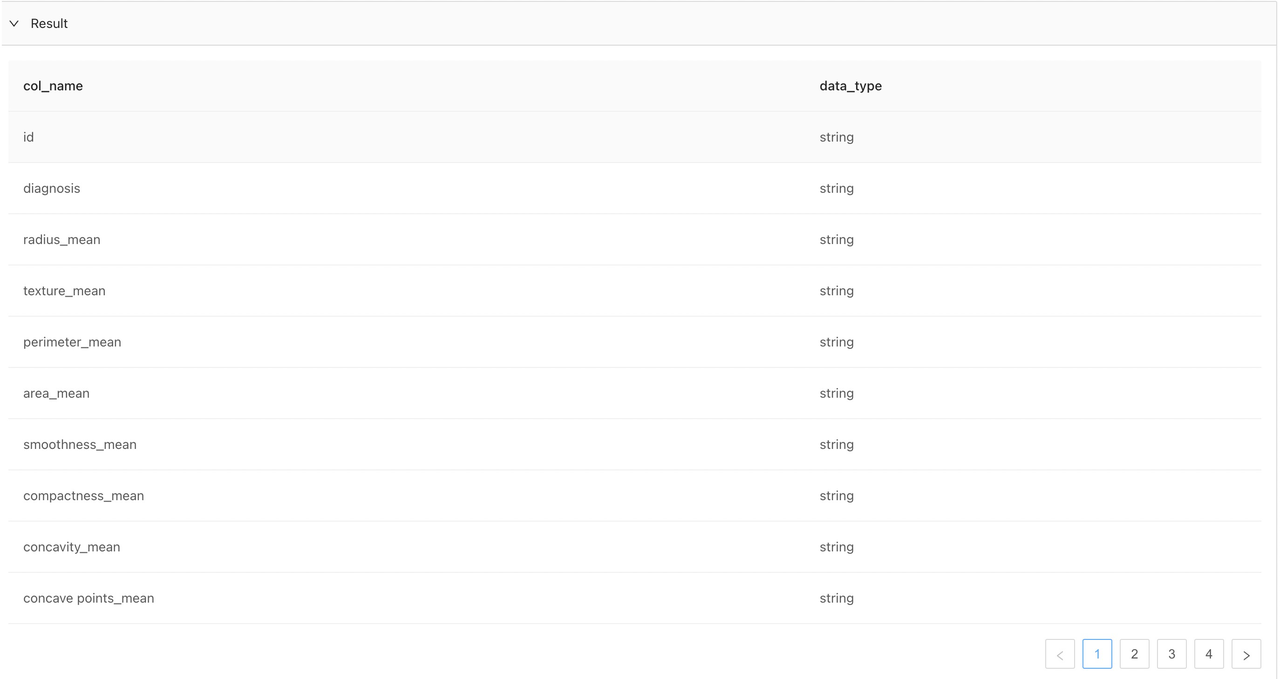 Result
col_name data_type
id string
diagnosis string
radius_mean string
texture_mean string
perimeter_mean string
area_mean string
smoothness_mean string
compactness_mean string
concavity_mean string
concave points_mean string
< 1 2 3 4 >